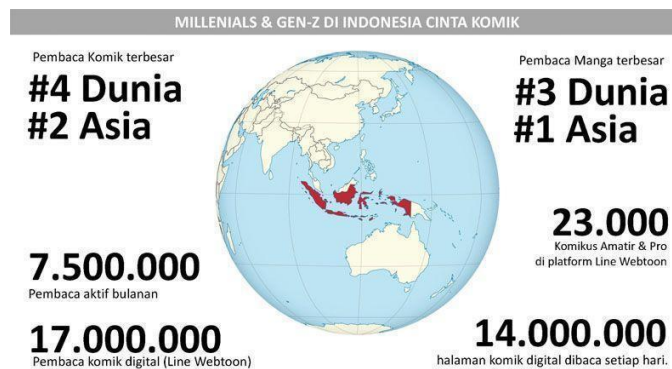 MILLENIALS & GEN-Z DI INDONESIA CINTA KOMIK
Pembaca Komik terbesar
#4 Dunia
#2 Asia
Pembaca Manga terbesar
#3 Dunia
#1 Asia
7.500.000
Pembaca aktif bulanan
17.000.000
Pembaca komik digital (Line Webtoon)
23.000
Komikus Amatir & Pro
di platform Line Webtoon
14.000.000
halaman komik digital dibaca setiap hari.